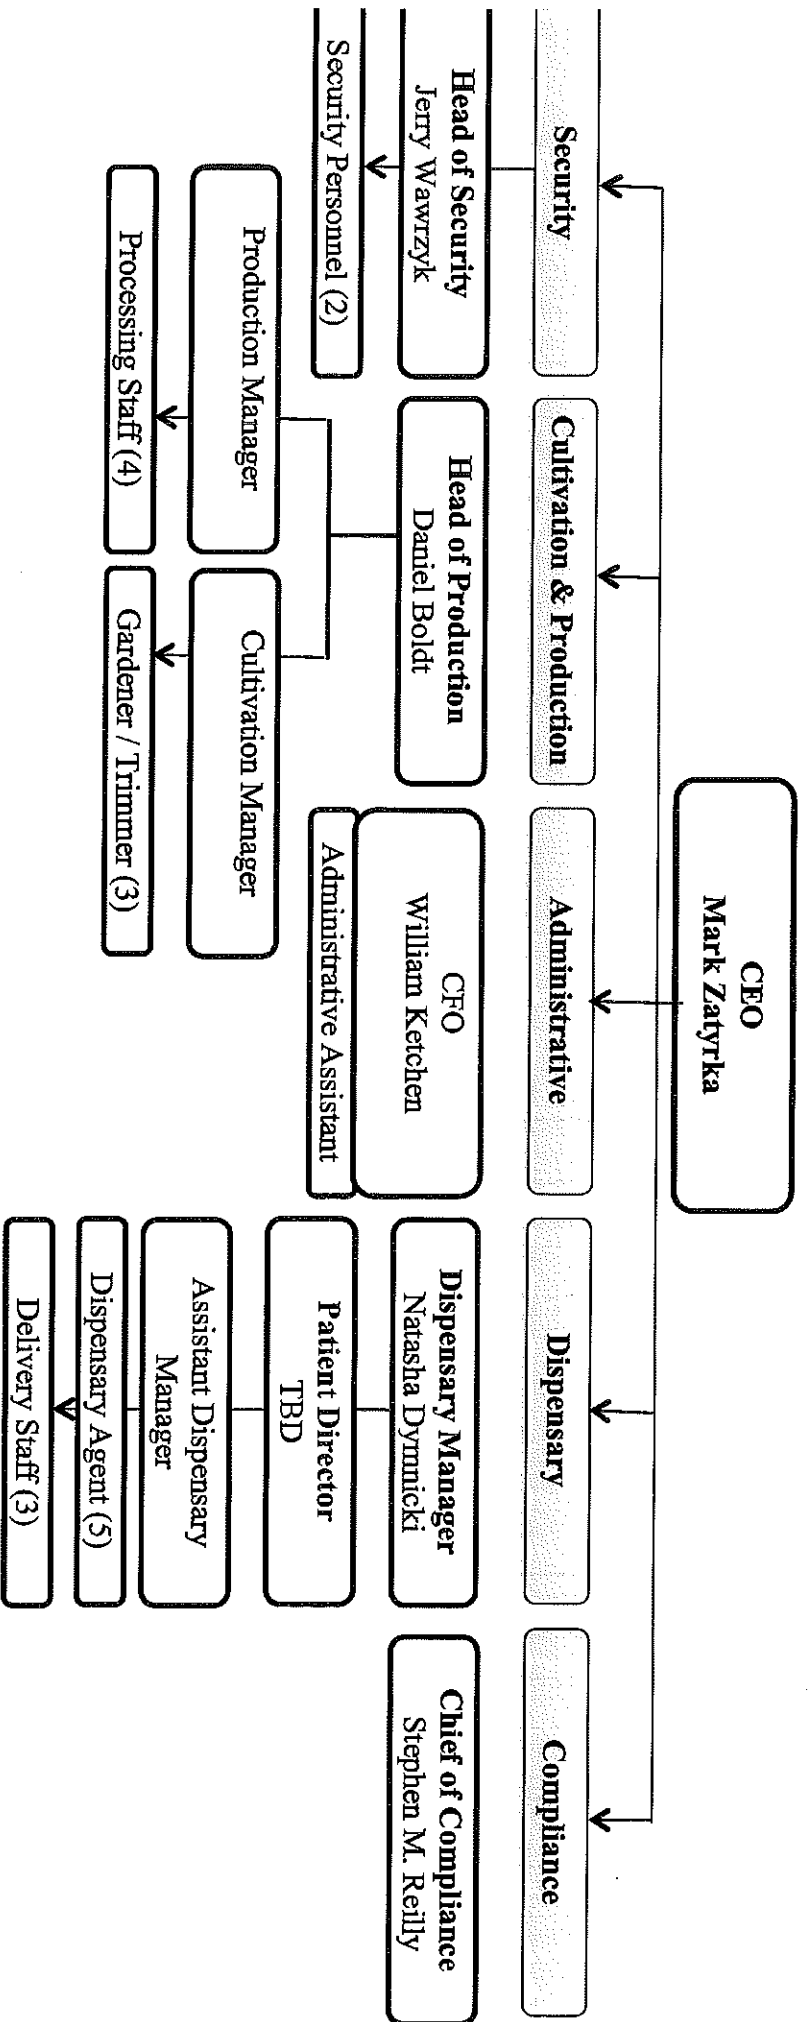 CEO
Mark Zatyrka
Security
Cultivation & Production
Administrative
Dispensary
Compliance
Head of Security
Jerry Wawrzyk
Security Personnel (2)
Head of Production
Daniel Boldt
Production Manager
Processing Staff (4)
Cultivation Manager
Gardener / Trimmer (3)
CFO
William Ketchen
Administrative Assistant
Dispensary Manager
Natasha Dymnicki
Patient Director
TBD
Assistant Dispensary
Manager
Dispensary Agent (5)
Delivery Staff (3)
Chief of Compliance
Stephen M. Reilly